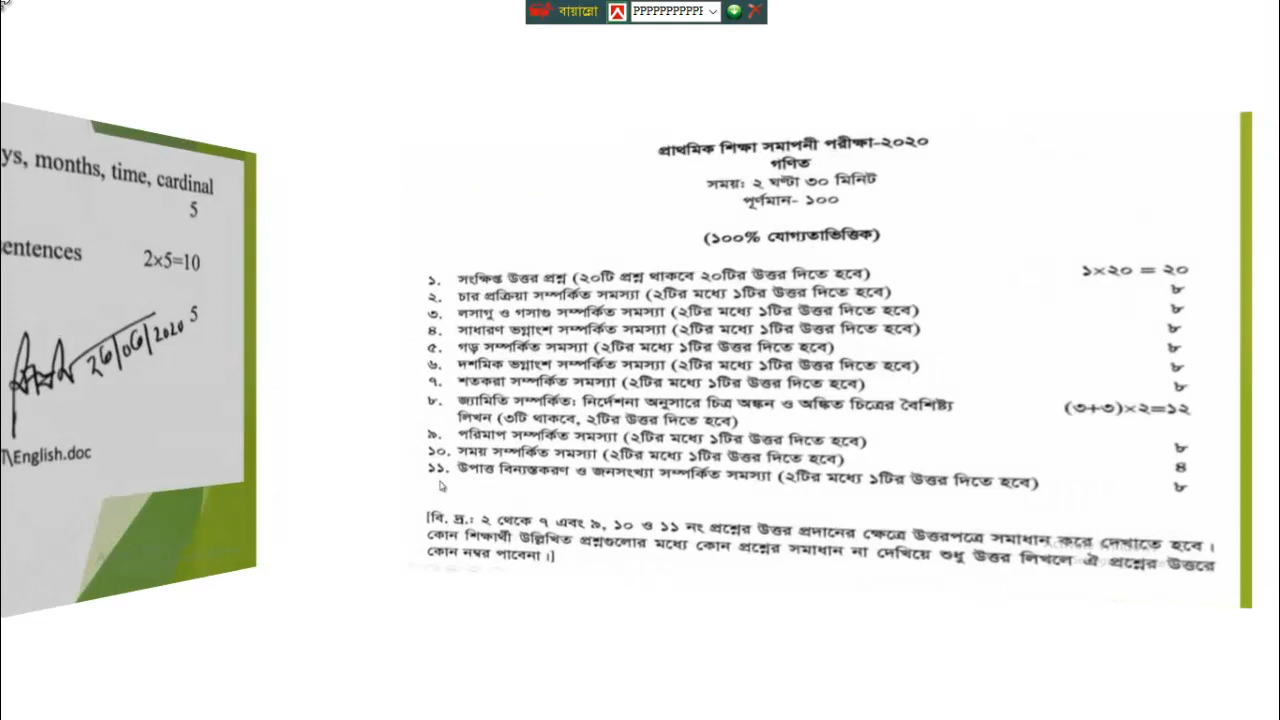 বায়ান্নো
PPPPPPPPPPP
ys, months, time, cardinal
5
entences 2×5=10
5
26/06/2020
T\English.doc
প্রাথমিক শিক্ষা সমাপনী পরীক্ষা-২০২০
গণিত
সময়: ২ ঘণ্টা ৩০ মিনিট
পূর্ণমান- ১০০
(১০০% যোগ্যতাভিত্তিক)
১. সংক্ষিপ্ত উত্তর প্রশ্ন (২০টি প্রশ্ন থাকবে ২০টির উত্তর দিতে হবে) ১×২০ = ২০
২. চার প্রক্রিয়া সম্পর্কিত সমস্যা (২টির মধ্যে ১টির উত্তর দিতে হবে) ৮
৩. লসাগু ও গসাগু সম্পর্কিত সমস্যা (২টির মধ্যে ১টির উত্তর দিতে হবে) ৮
৪. সাধারণ ভগ্নাংশ সম্পর্কিত সমস্যা (২টির মধ্যে ১টির উত্তর দিতে হবে) ৮
৫. গড় সম্পর্কিত সমস্যা (২টির মধ্যে ১টির উত্তর দিতে হবে) ৮
৬. দশমিক ভগ্নাংশ সম্পর্কিত সমস্যা (২টির মধ্যে ১টির উত্তর দিতে হবে) ৮
৭. শতকরা সম্পর্কিত সমস্যা (২টির মধ্যে ১টির উত্তর দিতে হবে) ৮
৮. জ্যামিতি সম্পর্কিত: নির্দেশনা অনুসারে চিত্র অঙ্কন ও অঙ্কিত চিত্রের বৈশিষ্ট্য (৩+৩)×২=১২
লিখন (৩টি থাকবে, ২টির উত্তর দিতে হবে)
৯. পরিমাপ সম্পর্কিত সমস্যা (২টির মধ্যে ১টির উত্তর দিতে হবে) ৮
১০. সময় সম্পর্কিত সমস্যা (২টির মধ্যে ১টির উত্তর দিতে হবে) ৪
১১. উপাত্ত বিন্যস্তকরণ ও জনসংখ্যা সম্পর্কিত সমস্যা (২টির মধ্যে ১টির উত্তর দিতে হবে) ৮
[বি. দ্র.: ২ থেকে ৭ এবং ৯, ১০ ও ১১ নং প্রশ্নের উত্তর প্রদানের ক্ষেত্রে উত্তরপত্রে সমাধান করে দেখাতে হবে।
কোন শিক্ষার্থী উল্লিখিত প্রশ্নগুলোর মধ্যে কোন প্রশ্নের সমাধান না দেখিয়ে শুধু উত্তর লিখলে ঐ প্রশ্নের উত্তরে
কোন নম্বর পাবেনা।]